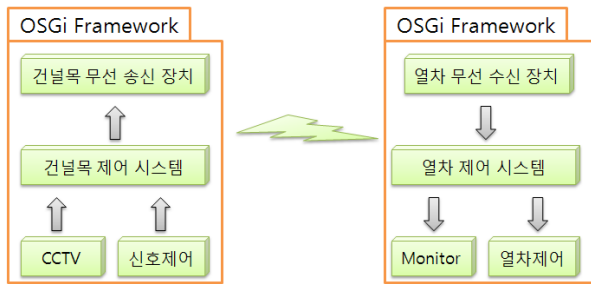 OSGi Framework
건널목 무선 송신 장치
건널목 제어 시스템
CCTV
신호제어
OSGi Framework
열차 무선 수신 장치
열차 제어 시스템
Monitor
열차제어